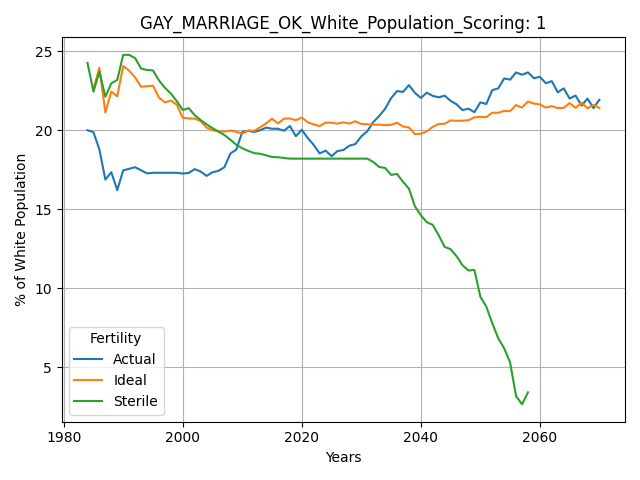 GAY_MARRIAGE_OK_White_Population_Scoring: 1
25
20
15
10
5
% of White Population
Fertility
Actual
Ideal
Sterile
1980 2000 2020 2040 2060
Years